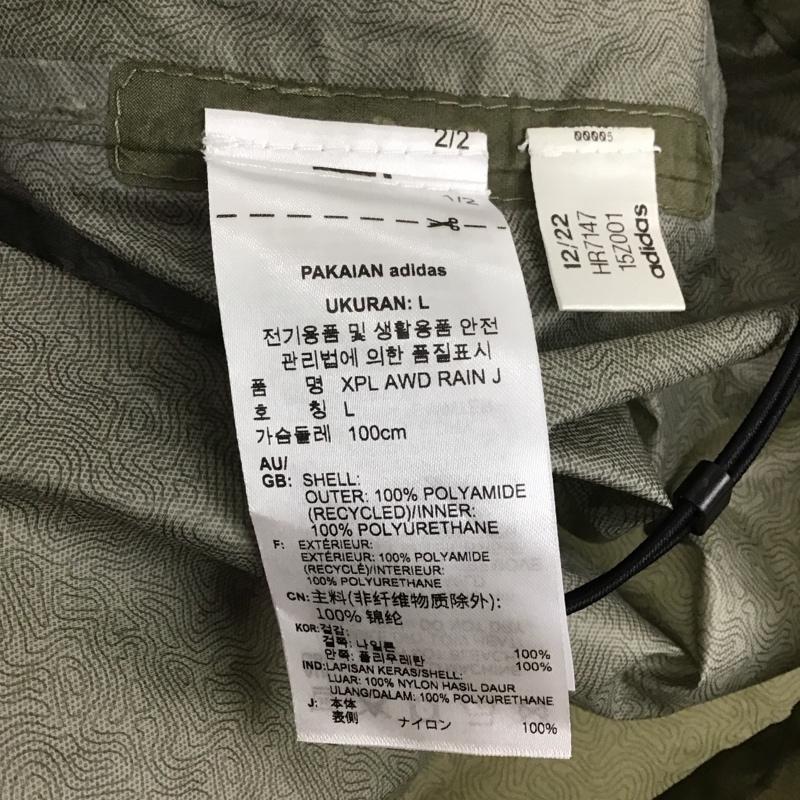 2/2
1/2
PAKAIAN adidas
UKURAN: L
전기용품 및 생활용품 안전
관리법에 의한 품질표시
품 명 XPL AWD RAIN J
호 칭 L
가슴둘레 100cm
AU/
GB: SHELL:
OUTER: 100% POLYAMIDE
(RECYCLED)/INNER:
100% POLYURETHANE
F: EXTÉRIEUR:
EXTÉRIEUR: 100% POLYAMIDE
(RECYCLÉ)/INTERIEUR:
100% POLYURETHANE
CN: 主料(非纤维物质除外):
100% 锦纶
KOR: 겉감:
겉쪽: 나일론 100%
안쪽: 폴리우레탄 100%
IND: LAPISAN KERAS/SHELL:
LUAR: 100% NYLON HASIL DAUR
ULANG/DALAM: 100% POLYURETHANE
J: 本体
表側 ナイロン 100%
00005
12/22
HR7147
15Z001
adidas